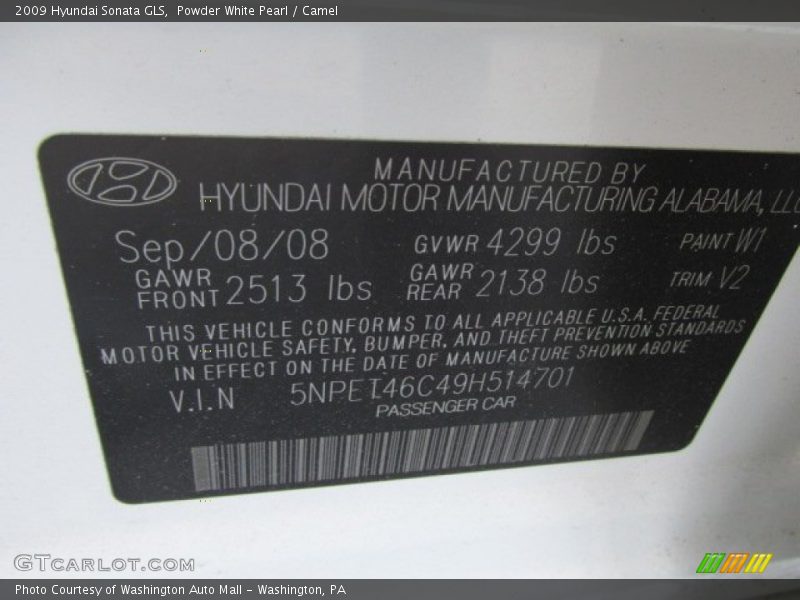 2009 Hyundai Sonata GLS, Powder White Pearl / Camel
MANUFACTURED BY
HYUNDAI MOTOR MANUFACTURING ALABAMA, LLC
Sep/08/08 GVWR 4299 lbs PAINT W1
GAWR FRONT 2513 lbs GAWR REAR 2138 lbs TRIM V2
THIS VEHICLE CONFORMS TO ALL APPLICABLE U.S.A. FEDERAL
MOTOR VEHICLE SAFETY, BUMPER, AND THEFT PREVENTION STANDARDS
IN EFFECT ON THE DATE OF MANUFACTURE SHOWN ABOVE
V.I.N 5NPET46C49H514701
PASSENGER CAR
GTCARLOT.COM
Photo Courtesy of Washington Auto Mall - Washington, PA